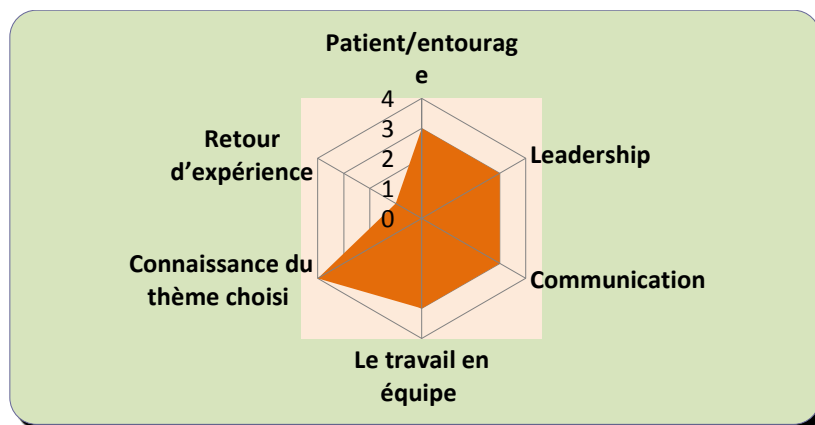 Patient/entourag
e
4
3
2
1
0
Retour
d'expérience
Leadership
Connaissance du
thème choisi
Communication
Le travail en
équipe